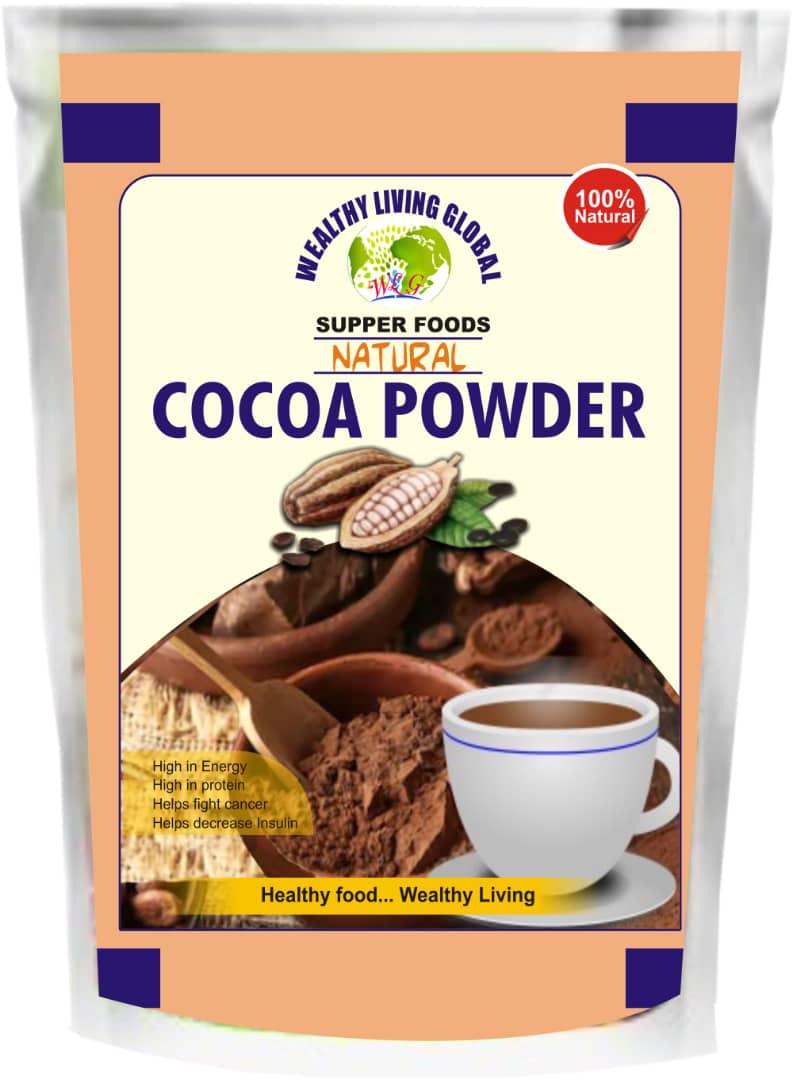 WEALTHY LIVING GLOBAL
WLG
100%
Natural
SUPPER FOODS
NATURAL
COCOA POWDER
High in Energy
High in protein
Helps fight cancer
Helps decrease Insulin
Healthy food... Wealthy Living